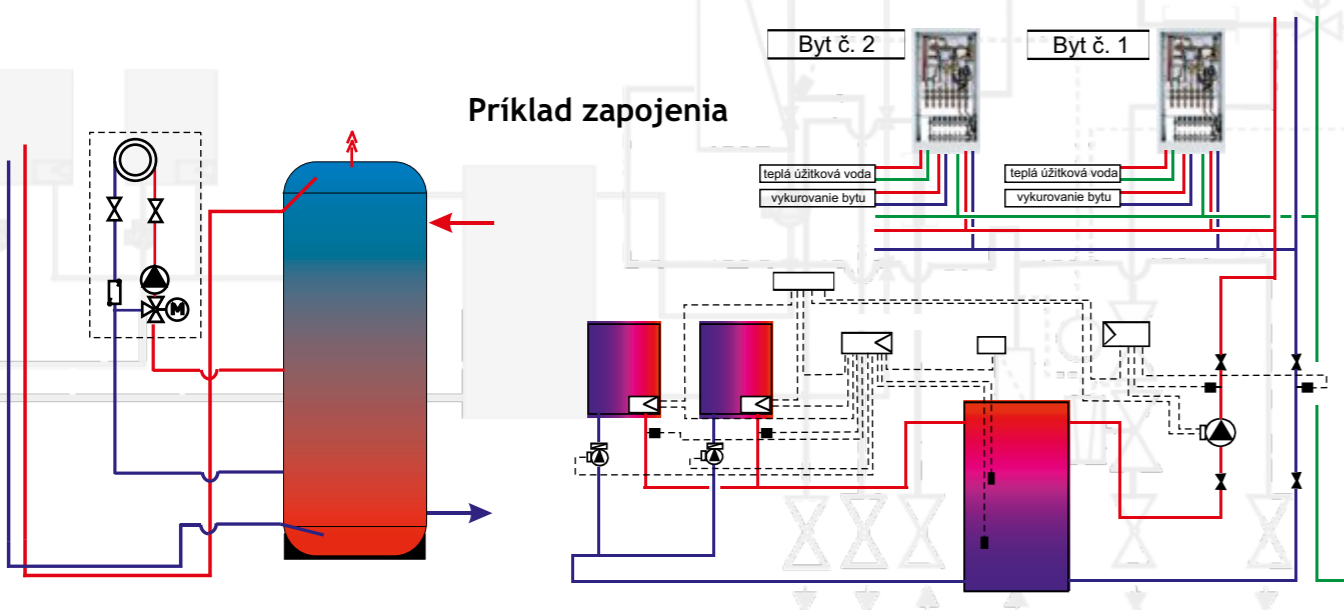 Byt č. 2
Byt č. 1
Príklad zapojenia
teplá úžitková voda
teplá úžitková voda
vykurovanie bytu
vykurovanie bytu
M